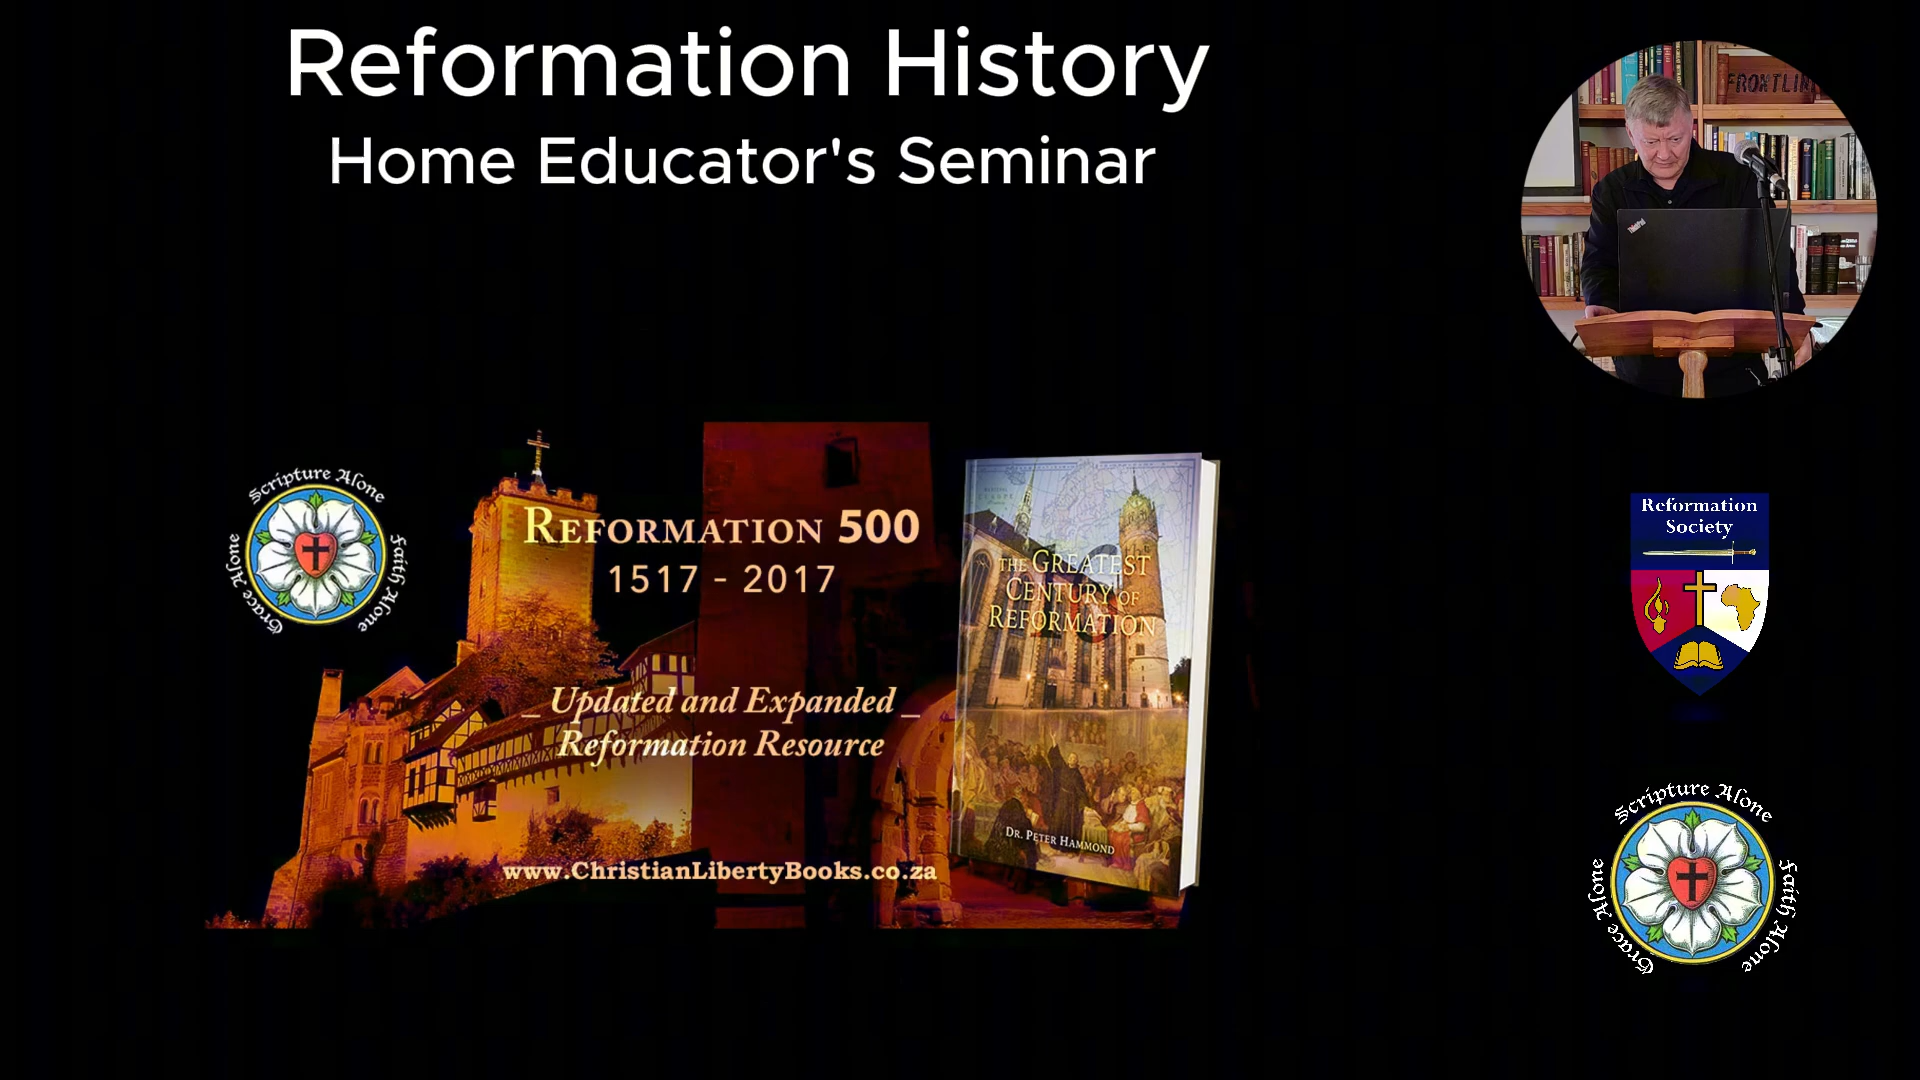 Reformation History
Home Educator's Seminar
FRONTLIN
ThinkPad
Scripture Alone
Faith Alone
Grace Alone
REFORMATION 500
1517 - 2017
_ Updated and Expanded _
Reformation Resource
www.ChristianLibertyBooks.co.za
THE GREATEST
CENTURY OF
REFORMATION
DR. PETER HAMMOND
Reformation
Society
Scripture Alone
Faith Alone
Grace Alone